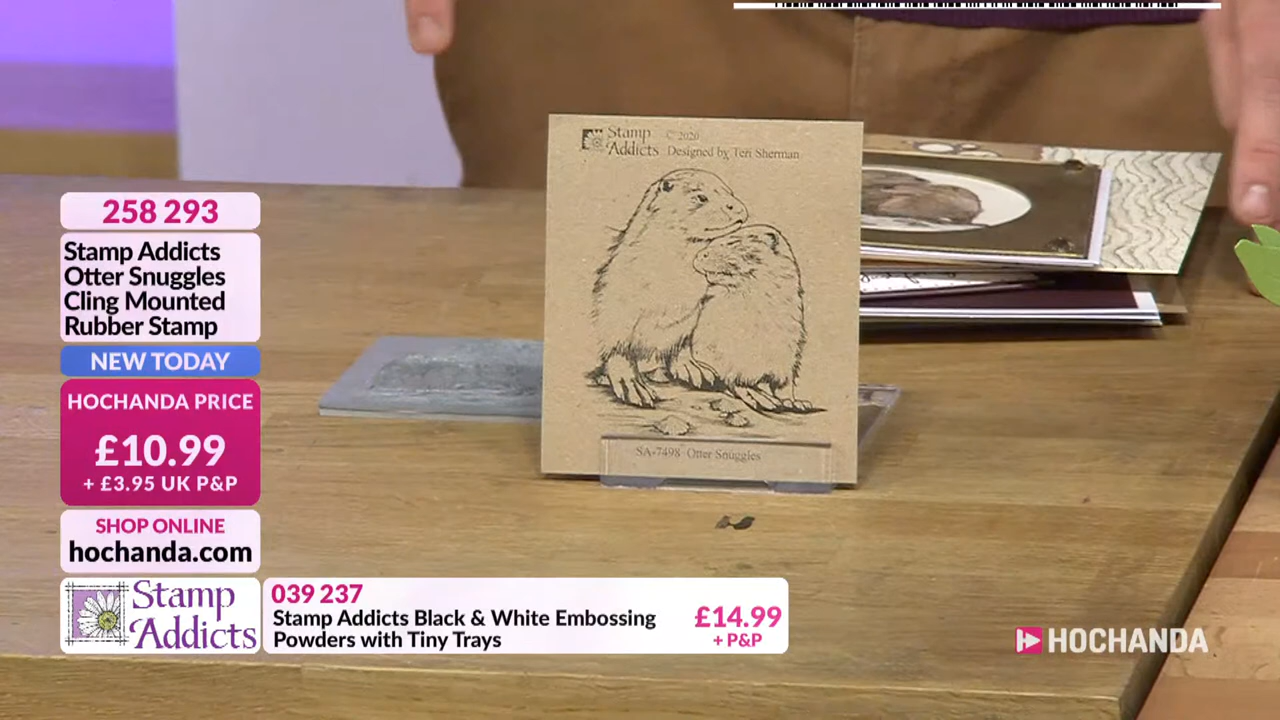 258 293
Stamp Addicts
Otter Snuggles
Cling Mounted
Rubber Stamp
NEW TODAY
HOCHANDA PRICE
£10.99
+ £3.95 UK P&P
SHOP ONLINE
hochanda.com
Stamp
Addicts
039 237
Stamp Addicts Black & White Embossing
Powders with Tiny Trays
£14.99
+ P&P
HOCHANDA
Stamp
Addicts
© 2020
Designed by Teri Sherman
SA-7498 Otter Snuggles